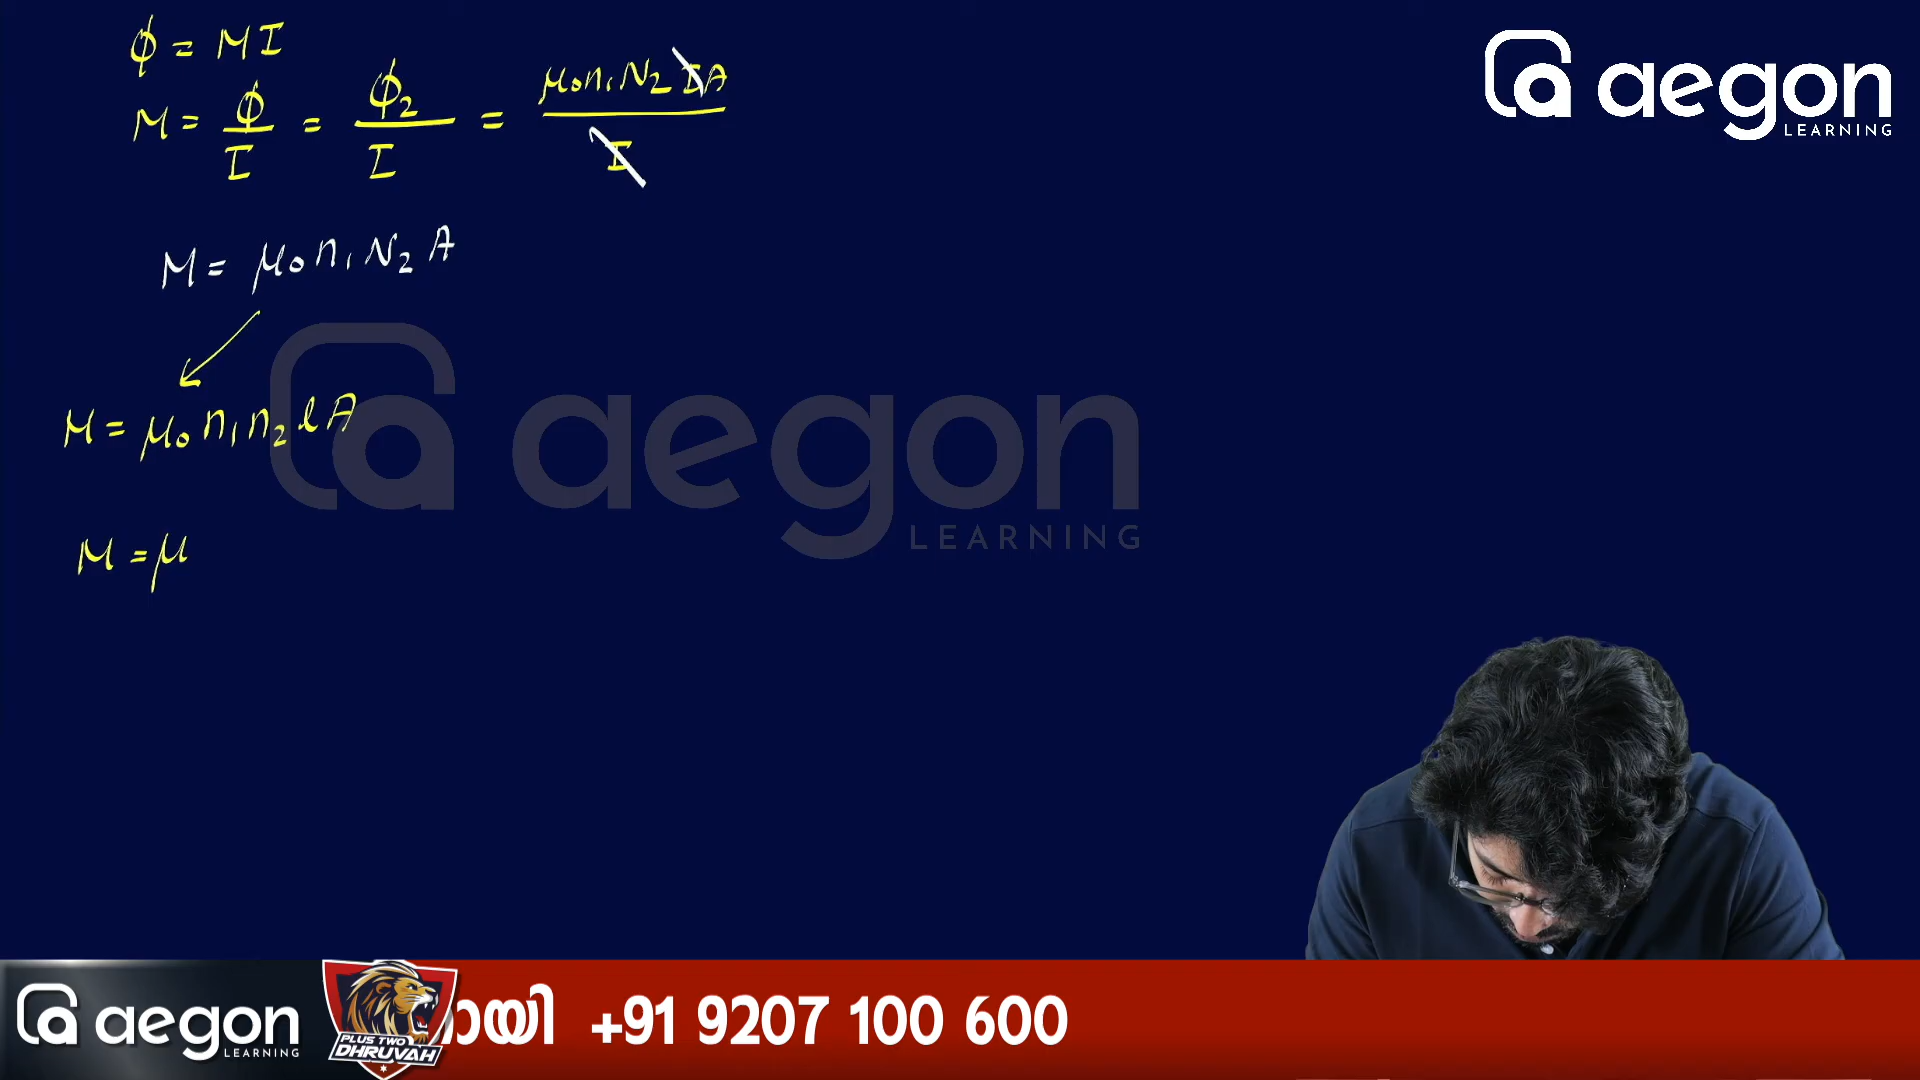 ϕ = MI
M = ϕ/I = ϕ₂/I = μ₀n₁N₂IA/I
M = μ₀n₁N₂A
M = μ₀n₁n₂lA
M = μ
aegon
LEARNING
aegon
LEARNING
aegon
LEARNING
PLUS TWO
DHRUVAH
ായി +91 9207 100 600